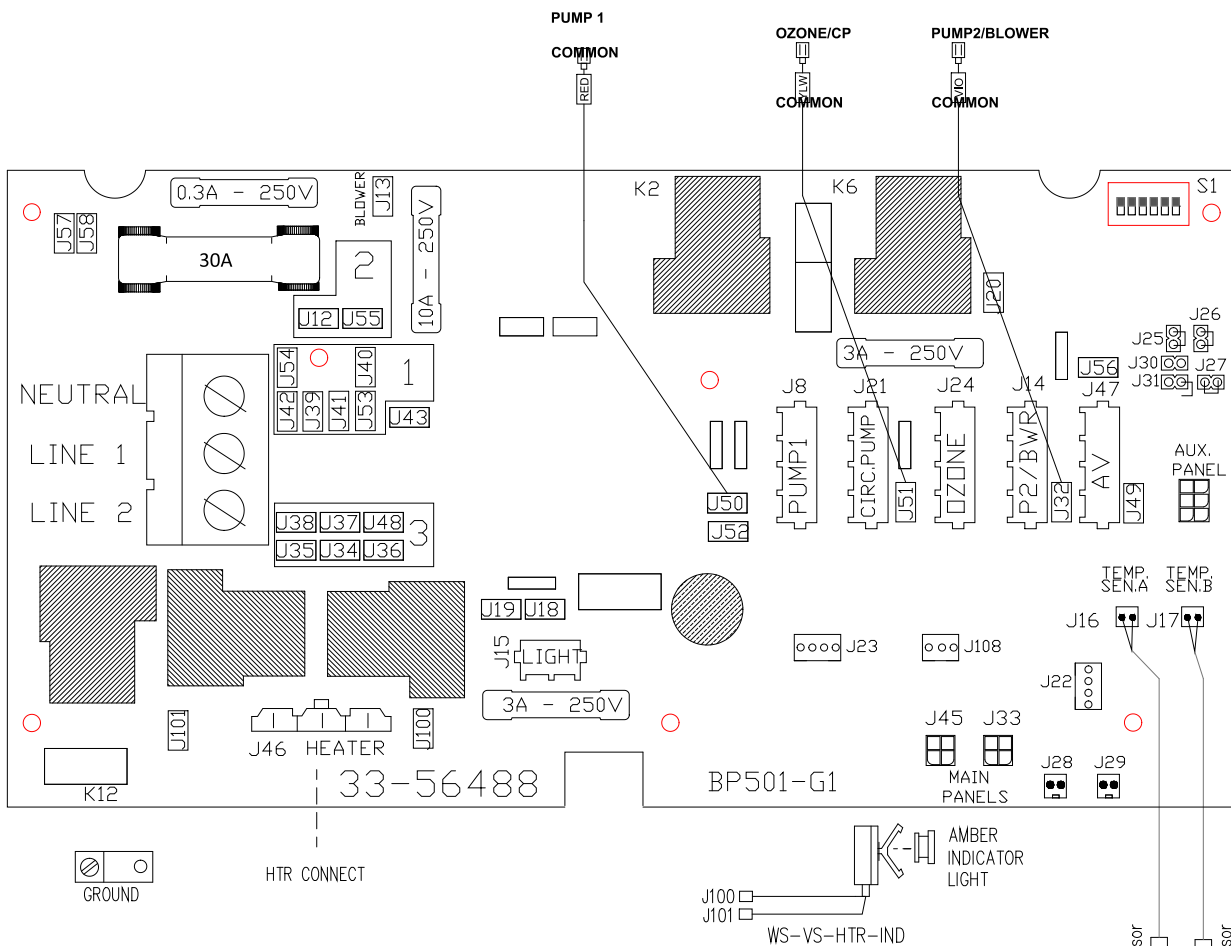 PUMP 1
COMMON
RED
OZONE/CP
YLW
COMMON
PUMP2/BLOWER
VIO
COMMON
0.3A - 250V
BLOWER
J13
10A - 250V
K2
K6
S1
J57
J58
30A
2
J12
J55
J20
3A - 250V
J56
J25
J26
J30
J31
J27
NEUTRAL
LINE 1
LINE 2
J54
J40
1
J42
J39
J41
J53
J43
J8
J21
J24
J14
J47
PUMP1
CIRC.PUMP
OZONE
P2/BWR
AV
J50
J52
J51
J32
J49
AUX.
PANEL
J38
J37
J48
3
J35
J34
J36
TEMP.
SEN.A
TEMP.
SEN.B
J16
J17
J19
J18
J15
LIGHT
3A - 250V
J23
J108
J22
J101
J46
HEATER
J100
J45
J33
MAIN
PANELS
J28
J29
K12
33-56488
BP501-G1
GROUND
HTR CONNECT
AMBER
INDICATOR
LIGHT
J100
J101
WS-VS-HTR-IND
sor
sor